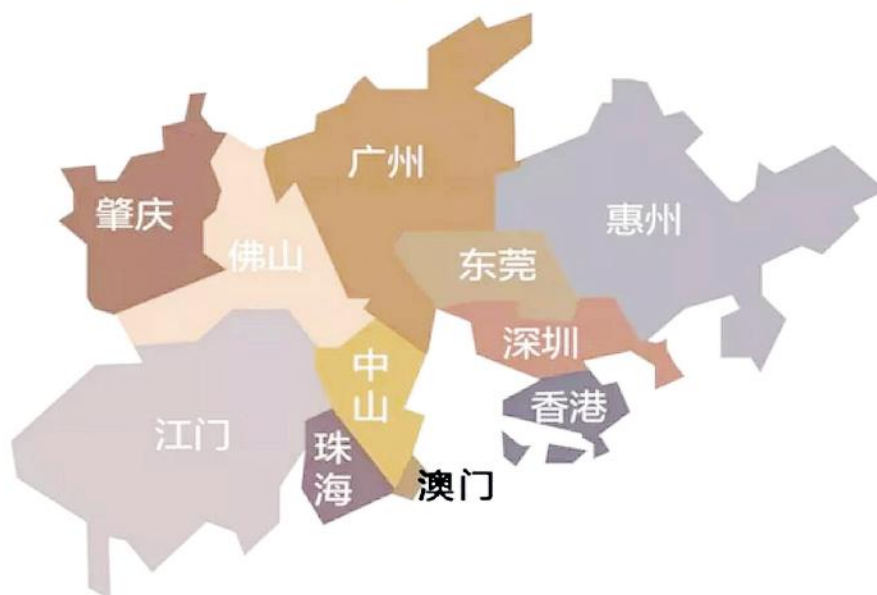 广州
肇庆
惠州
佛山
东莞
深圳
中
山
香港
江门
珠
海
澳门